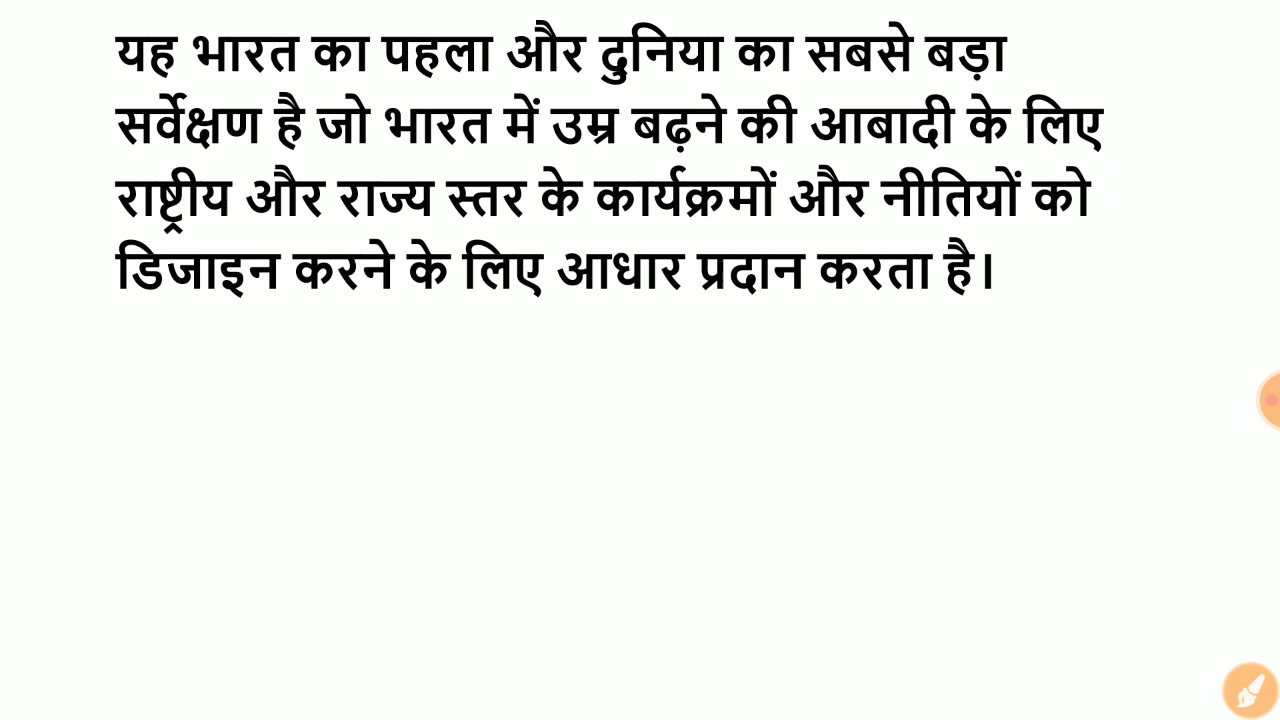 यह भारत का पहला और दुनिया का सबसे बड़ा
सर्वेक्षण है जो भारत में उम्र बढ़ने की आबादी के लिए
राष्ट्रीय और राज्य स्तर के कार्यक्रमों और नीतियों को
डिजाइन करने के लिए आधार प्रदान करता है।